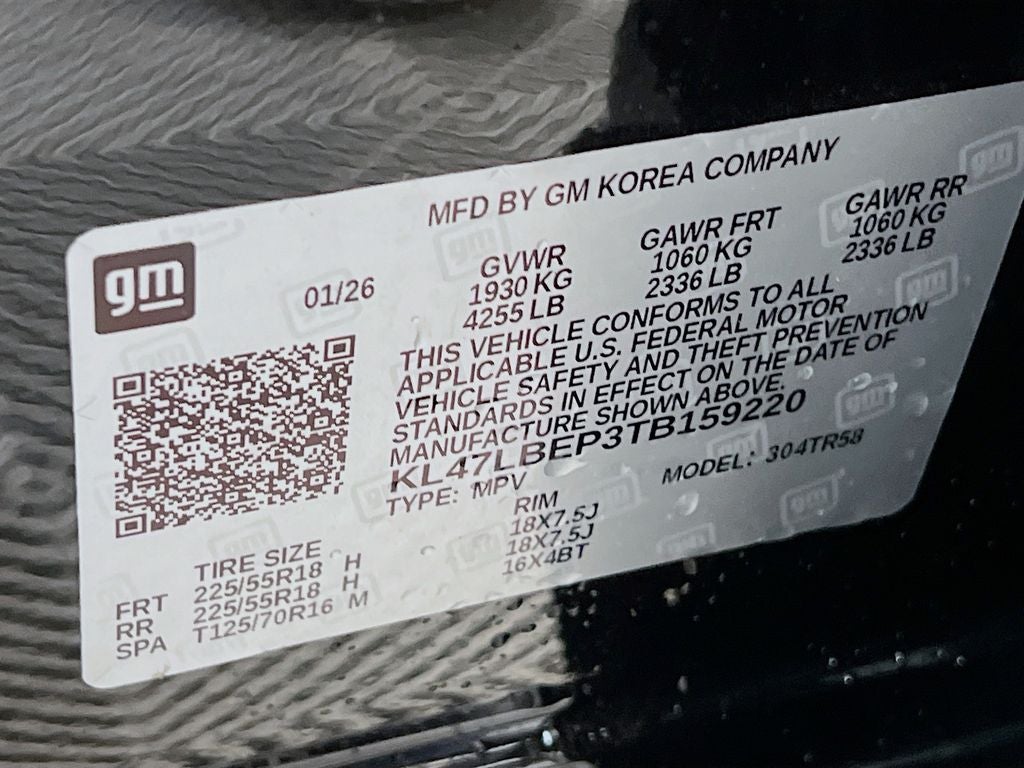 MFD BY GM KOREA COMPANY
gm
01/26
GVWR GAWR FRT GAWR RR
1930 KG 1060 KG 1060 KG
4255 LB 2336 LB 2336 LB
THIS VEHICLE CONFORMS TO ALL
APPLICABLE U.S. FEDERAL MOTOR
VEHICLE SAFETY AND THEFT PREVENTION
STANDARDS IN EFFECT ON THE DATE OF
MANUFACTURE SHOWN ABOVE.
KL47LBEP3TB159220
TYPE: MPV MODEL: 304TR58
TIRE SIZE RIM
FRT 225/55R18 H 18X7.5J
RR 225/55R18 H 18X7.5J
SPA T125/70R16 M 16X4BT